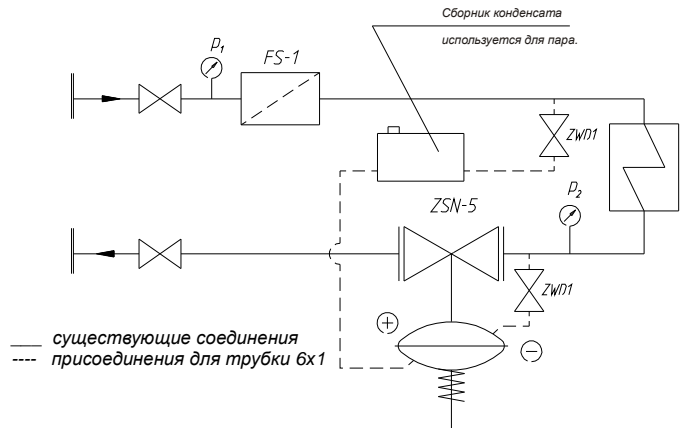 Сборник конденсата
используется для пара.
P1
FS-1
ZWD1
P2
ZSN-5
ZWD1
+
−
___ существующие соединения
---- присоединения для трубки 6x1